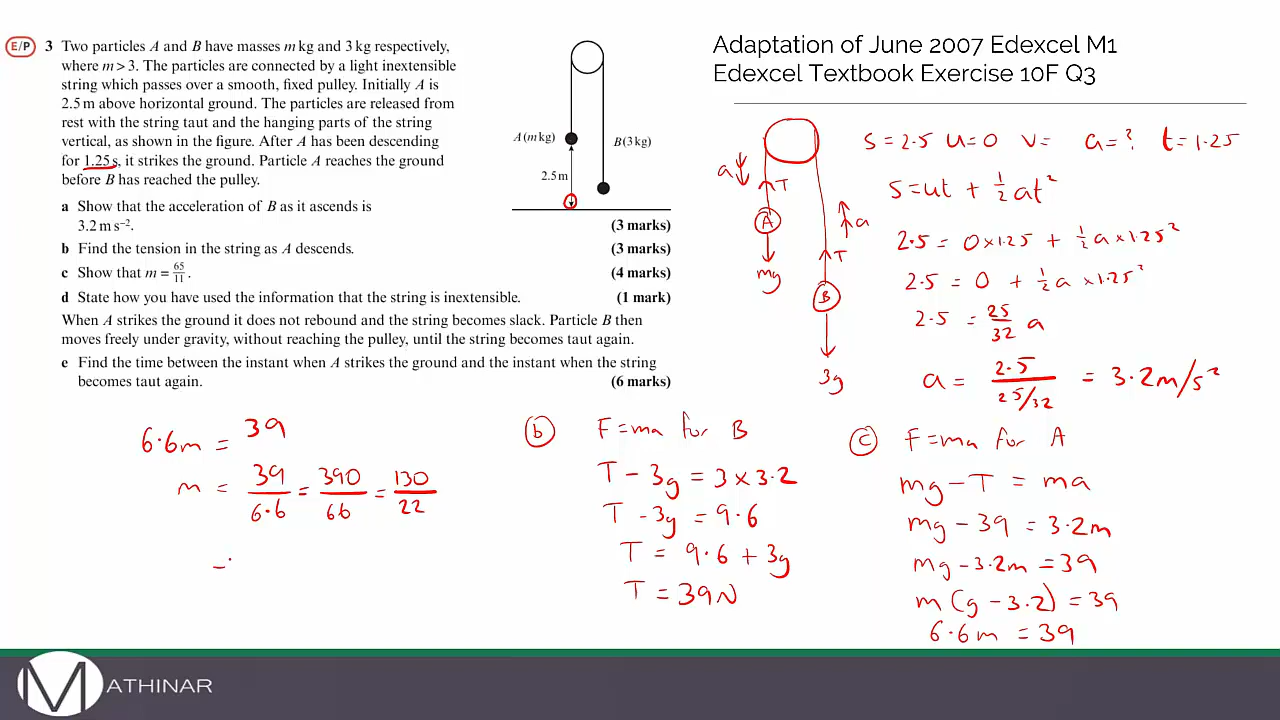 E/P 3 Two particles A and B have masses m kg and 3 kg respectively,
where m > 3. The particles are connected by a light inextensible
string which passes over a smooth, fixed pulley. Initially A is
2.5 m above horizontal ground. The particles are released from
rest with the string taut and the hanging parts of the string
vertical, as shown in the figure. After A has been descending
for 1.25 s, it strikes the ground. Particle A reaches the ground
before B has reached the pulley.
a Show that the acceleration of B as it ascends is
3.2 m s⁻². (3 marks)
b Find the tension in the string as A descends. (3 marks)
c Show that m = 65/11. (4 marks)
d State how you have used the information that the string is inextensible. (1 mark)
When A strikes the ground it does not rebound and the string becomes slack. Particle B then
moves freely under gravity, without reaching the pulley, until the string becomes taut again.
e Find the time between the instant when A strikes the ground and the instant when the string
becomes taut again. (6 marks)
A (m kg)
B (3 kg)
2.5 m
Adaptation of June 2007 Edexcel M1
Edexcel Textbook Exercise 10F Q3
a
T
A
mg
a
T
B
3g
s = 2.5 u = 0 v = a = ? t = 1.25
s = ut + 1/2 at²
2.5 = 0 × 1.25 + 1/2 a × 1.25²
2.5 = 0 + 1/2 a × 1.25²
2.5 = 25/32 a
a = 2.5/(25/32) = 3.2 m/s²
6.6m = 39
m = 39/6.6 = 390/66 = 130/22
=
b F = ma for B
T - 3g = 3 × 3.2
T - 3g = 9.6
T = 9.6 + 3g
T = 39N
c F = ma for A
mg - T = ma
mg - 39 = 3.2m
mg - 3.2m = 39
m(g - 3.2) = 39
6.6m = 39
MATHINAR